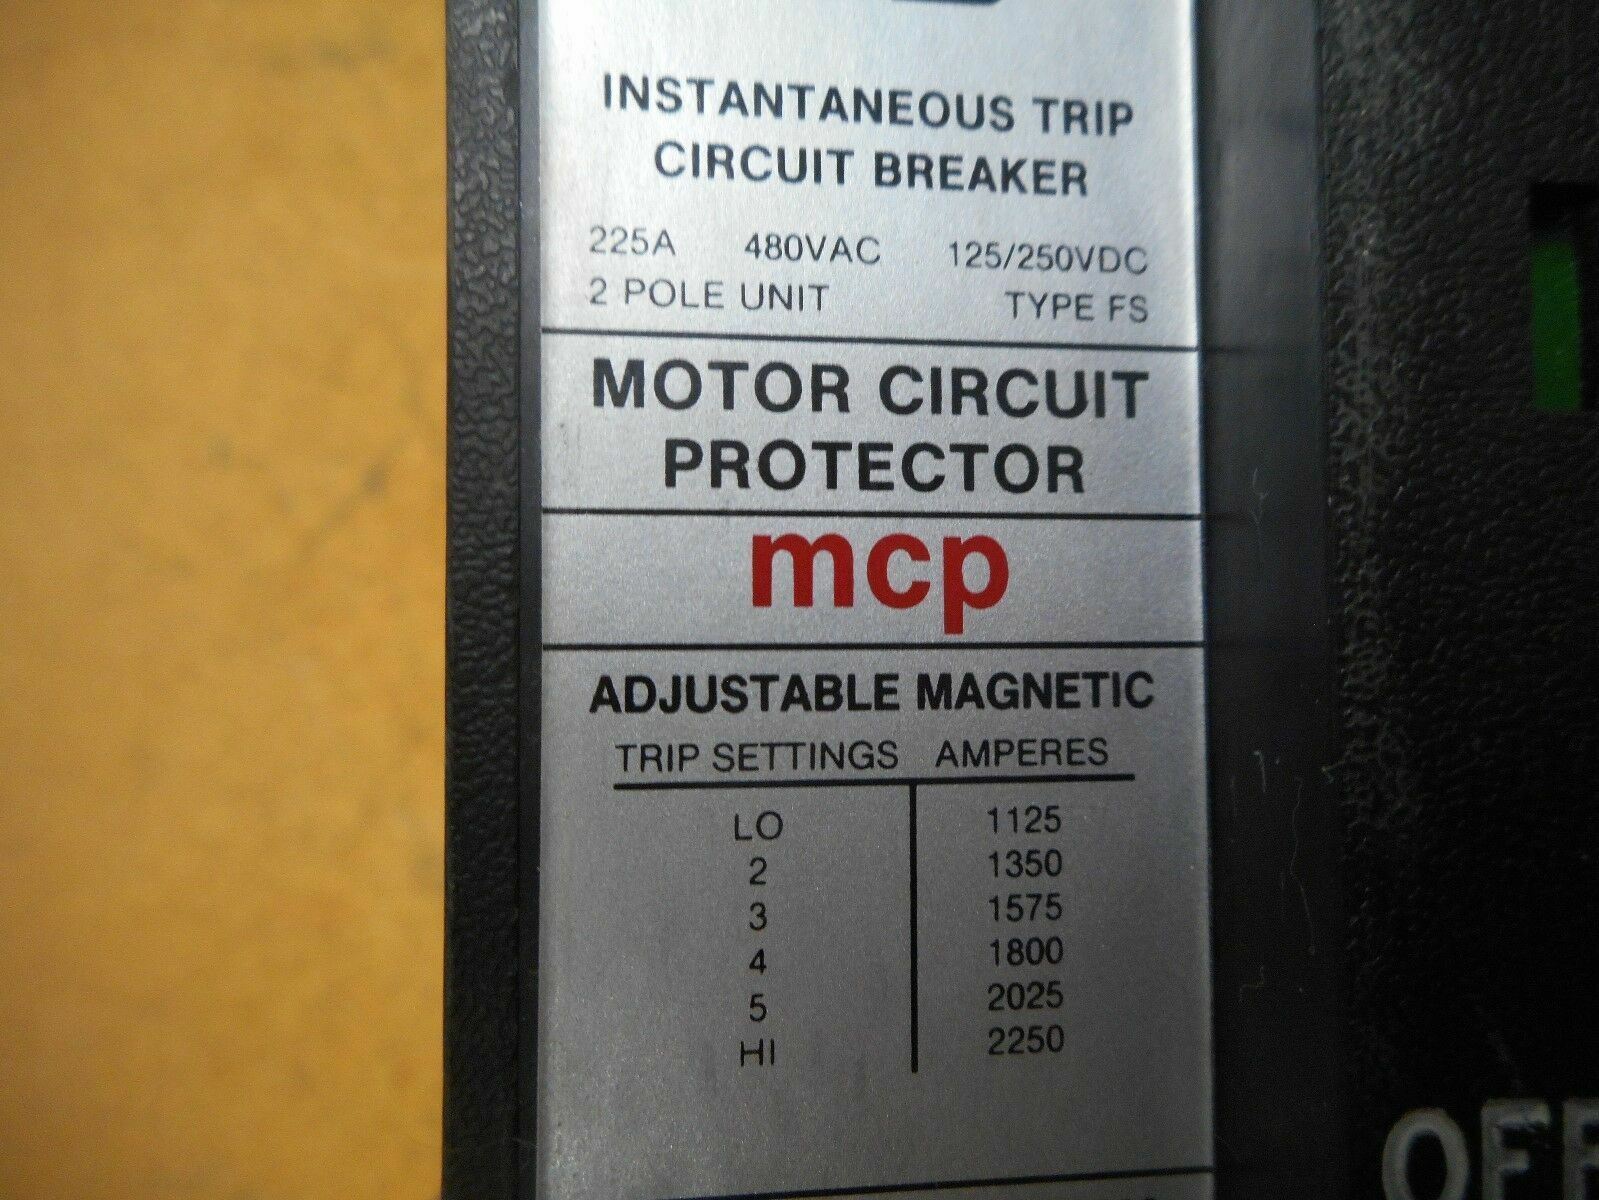 INSTANTANEOUS TRIP
CIRCUIT BREAKER
225A 480VAC 125/250VDC
2 POLE UNIT TYPE FS
MOTOR CIRCUIT
PROTECTOR
mcp
ADJUSTABLE MAGNETIC
TRIP SETTINGS AMPERES
LO 1125
2 1350
3 1575
4 1800
5 2025
HI 2250